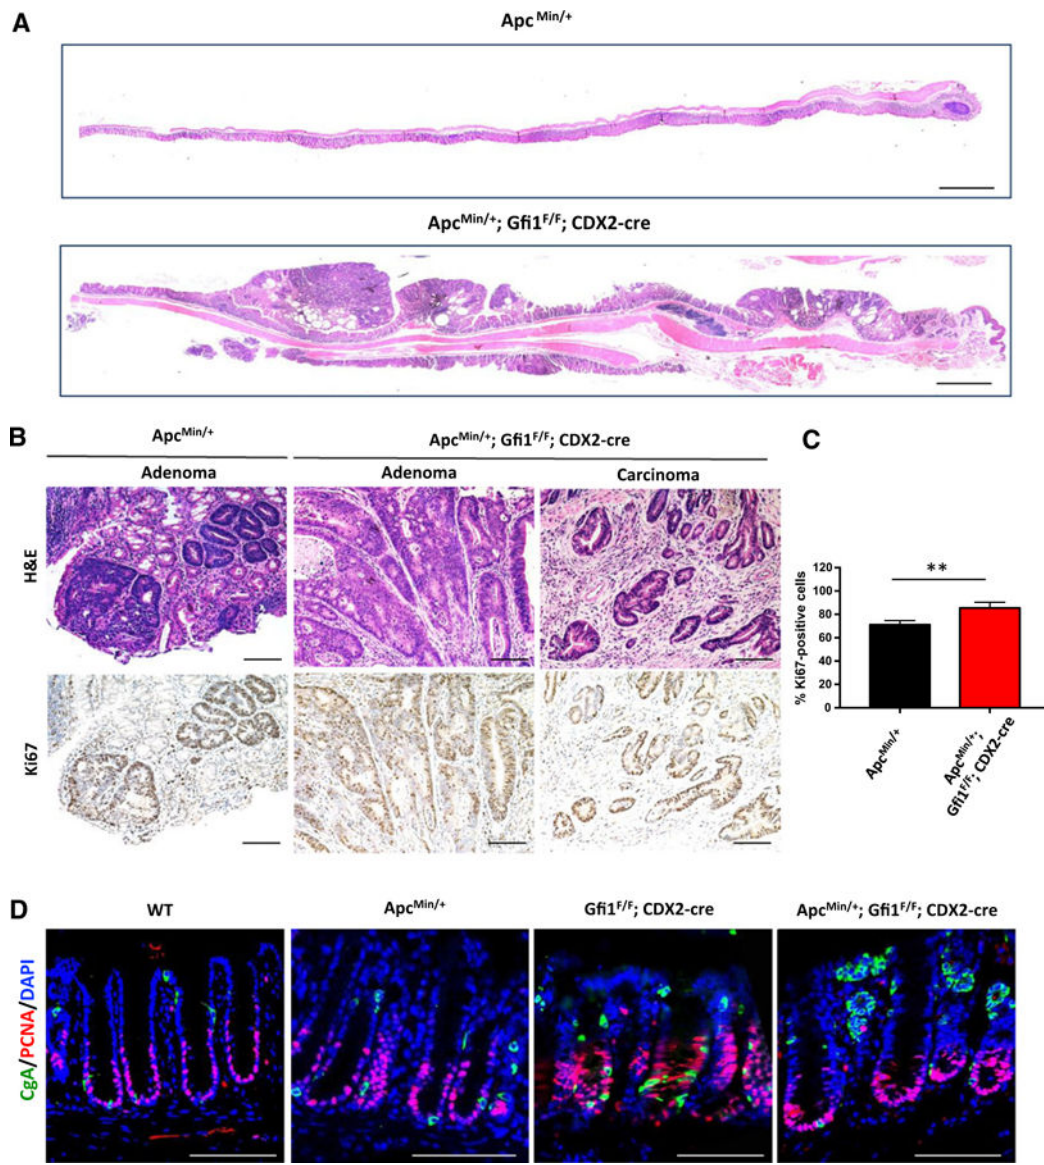 A
Apc Min/+
Apc Min/+; Gfi1 F/F; CDX2-cre
B
Apc Min/+
Apc Min/+; Gfi1 F/F; CDX2-cre
Adenoma
Adenoma
Carcinoma
H&E
Ki67
C
**
% Ki67-positive cells
120
100
80
60
40
20
0
Apc Min/+
Apc Min/+;
Gfi1 F/F; CDX2-cre
D
WT
Apc Min/+
Gfi1 F/F; CDX2-cre
Apc Min/+; Gfi1 F/F; CDX2-cre
CgA/PCNA/DAPI